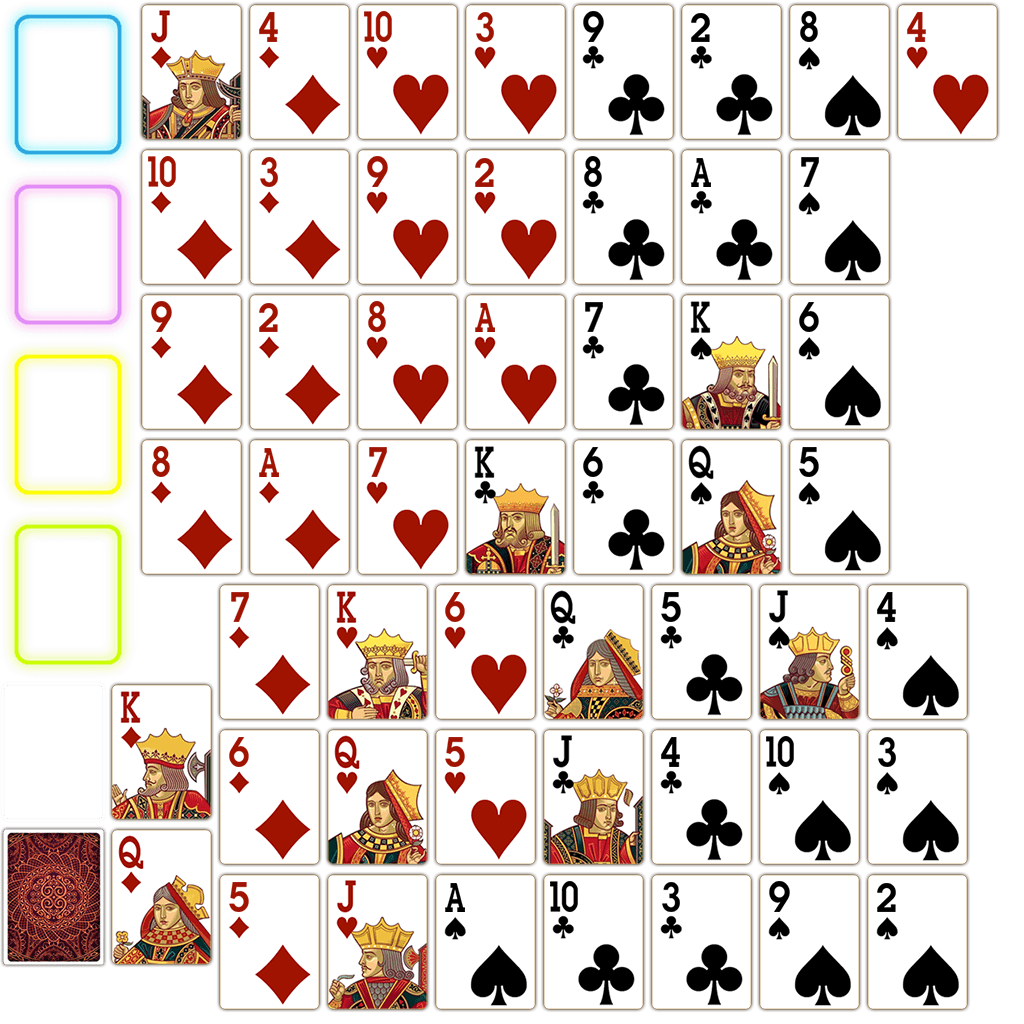 J 4 10 3 9 2 8 4
10 3 9 2 8 A 7
9 2 8 A 7 K 6
8 A 7 K 6 Q 5
7 K 6 Q 5 J 4
K
6 Q 5 J 4 10 3
Q
5 J A 10 3 9 2